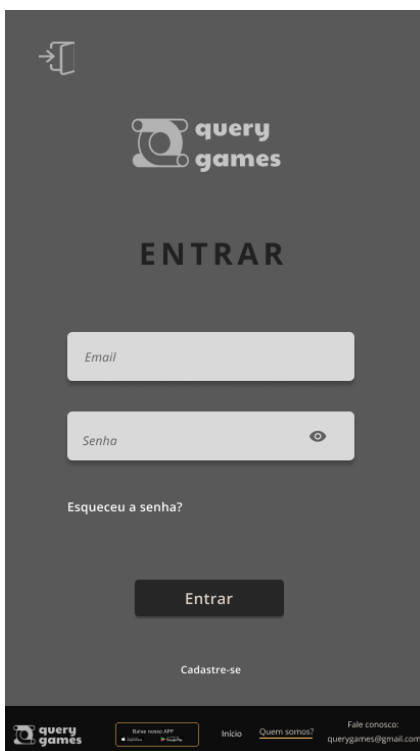 query
games
ENTRAR
Email
Senha
Esqueceu a senha?
Entrar
Cadastre-se
query
games
Baixe nosso APP
Início
Quem somos?
Fale conosco:
querygames@gmail.com